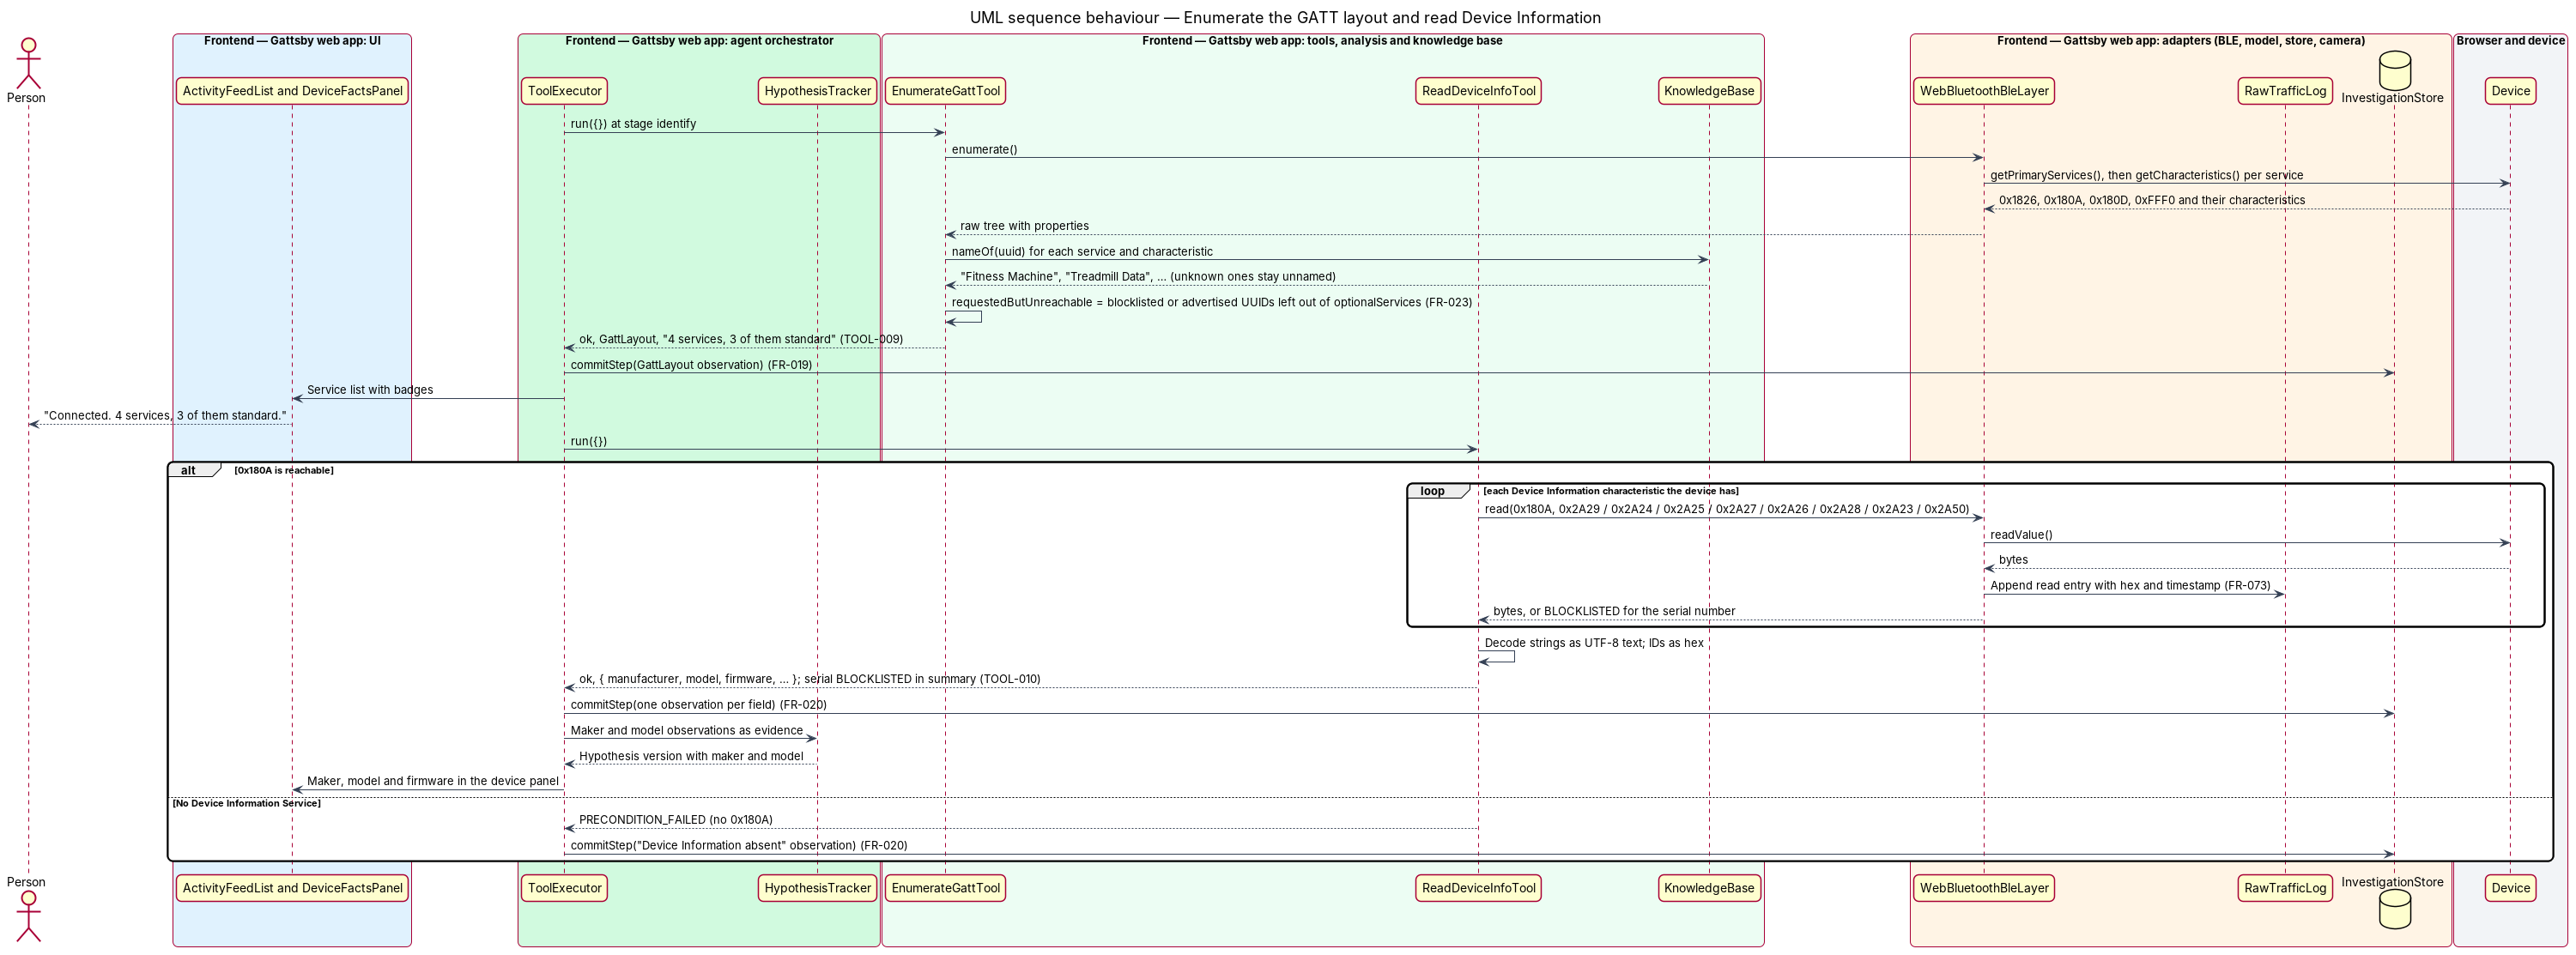 UML sequence behaviour — Enumerate the GATT layout and read Device Information
Frontend — Gattsby web app: UI
Frontend — Gattsby web app: agent orchestrator
Frontend — Gattsby web app: tools, analysis and knowledge base
Frontend — Gattsby web app: adapters (BLE, model, store, camera)
Browser and device
Person
ActivityFeedList and DeviceFactsPanel
ToolExecutor
HypothesisTracker
EnumerateGattTool
ReadDeviceInfoTool
KnowledgeBase
WebBluetoothBleLayer
RawTrafficLog
InvestigationStore
Device
run({}) at stage identify
enumerate()
getPrimaryServices(), then getCharacteristics() per service
0x1826, 0x180A, 0x180D, 0xFFF0 and their characteristics
raw tree with properties
nameOf(uuid) for each service and characteristic
"Fitness Machine", "Treadmill Data", ... (unknown ones stay unnamed)
requestedButUnreachable = blocklisted or advertised UUIDs left out of optionalServices (FR-023)
ok, GattLayout, "4 services, 3 of them standard" (TOOL-009)
commitStep(GattLayout observation) (FR-019)
Service list with badges
"Connected. 4 services, 3 of them standard."
run({})
alt
[0x180A is reachable]
loop
[each Device Information characteristic the device has]
read(0x180A, 0x2A29 / 0x2A24 / 0x2A25 / 0x2A27 / 0x2A26 / 0x2A28 / 0x2A23 / 0x2A50)
readValue()
bytes
Append read entry with hex and timestamp (FR-073)
bytes, or BLOCKLISTED for the serial number
Decode strings as UTF-8 text; IDs as hex
ok, { manufacturer, model, firmware, ... }; serial BLOCKLISTED in summary (TOOL-010)
commitStep(one observation per field) (FR-020)
Maker and model observations as evidence
Hypothesis version with maker and model
Maker, model and firmware in the device panel
[No Device Information Service]
PRECONDITION_FAILED (no 0x180A)
commitStep("Device Information absent" observation) (FR-020)
Person
ActivityFeedList and DeviceFactsPanel
ToolExecutor
HypothesisTracker
EnumerateGattTool
ReadDeviceInfoTool
KnowledgeBase
WebBluetoothBleLayer
RawTrafficLog
InvestigationStore
Device